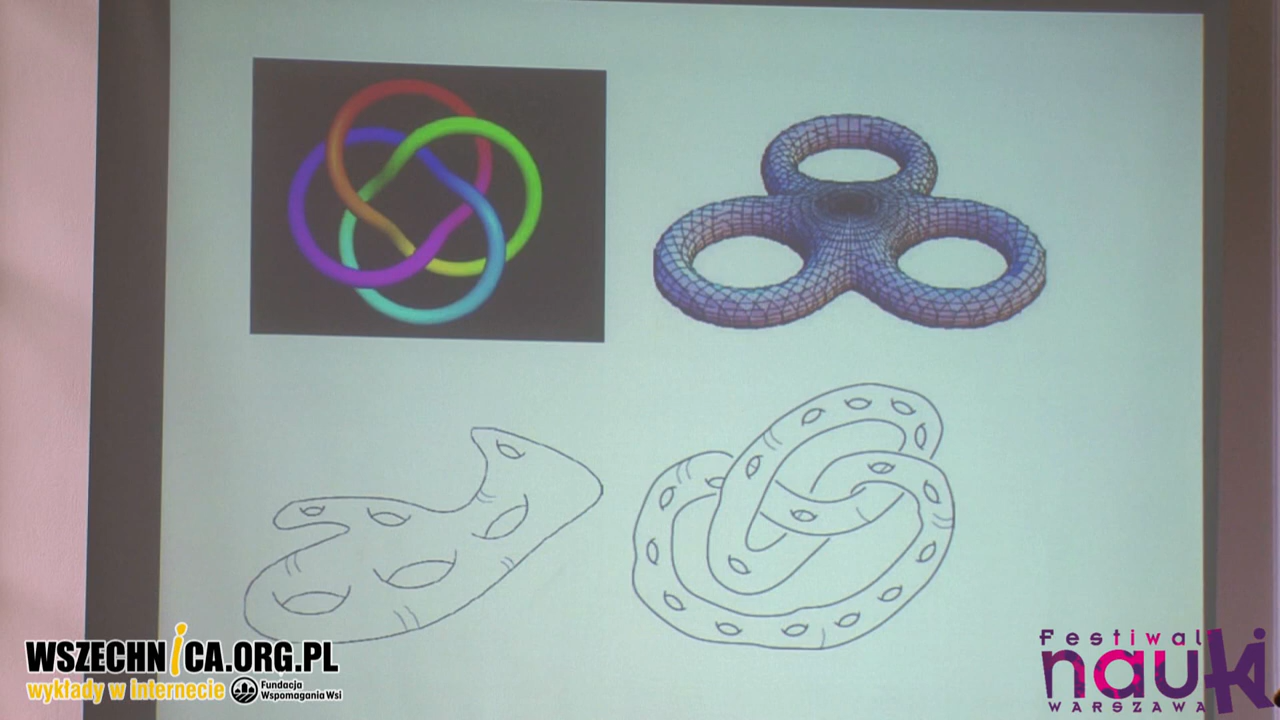 WSZECHNICA.ORG.PL
wykłady w internecie
Fundacja
Wspomagania Wsi
Festiwal
nauki
WARSZAWA